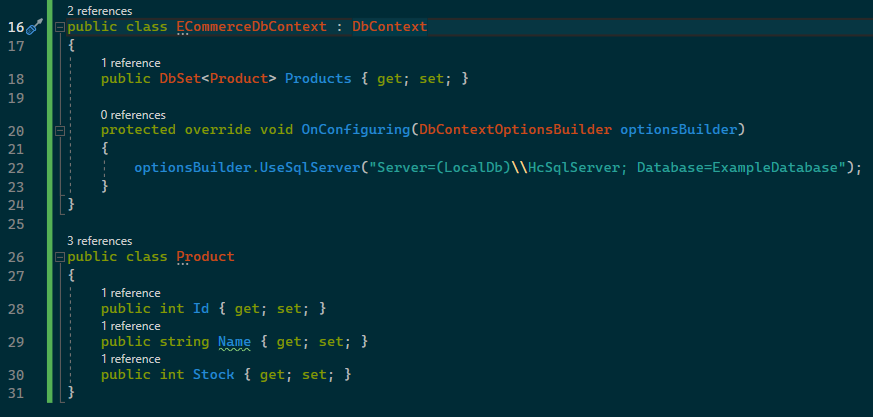 2 references
16 public class ECommerceDbContext : DbContext
17 {
1 reference
18 public DbSet<Product> Products { get; set; }
19
0 references
20 protected override void OnConfiguring(DbContextOptionsBuilder optionsBuilder)
21 {
22 optionsBuilder.UseSqlServer("Server=(LocalDb)\\HcSqlServer; Database=ExampleDatabase");
23 }
24 }
25
3 references
26 public class Product
27 {
1 reference
28 public int Id { get; set; }
1 reference
29 public string Name { get; set; }
1 reference
30 public int Stock { get; set; }
31 }